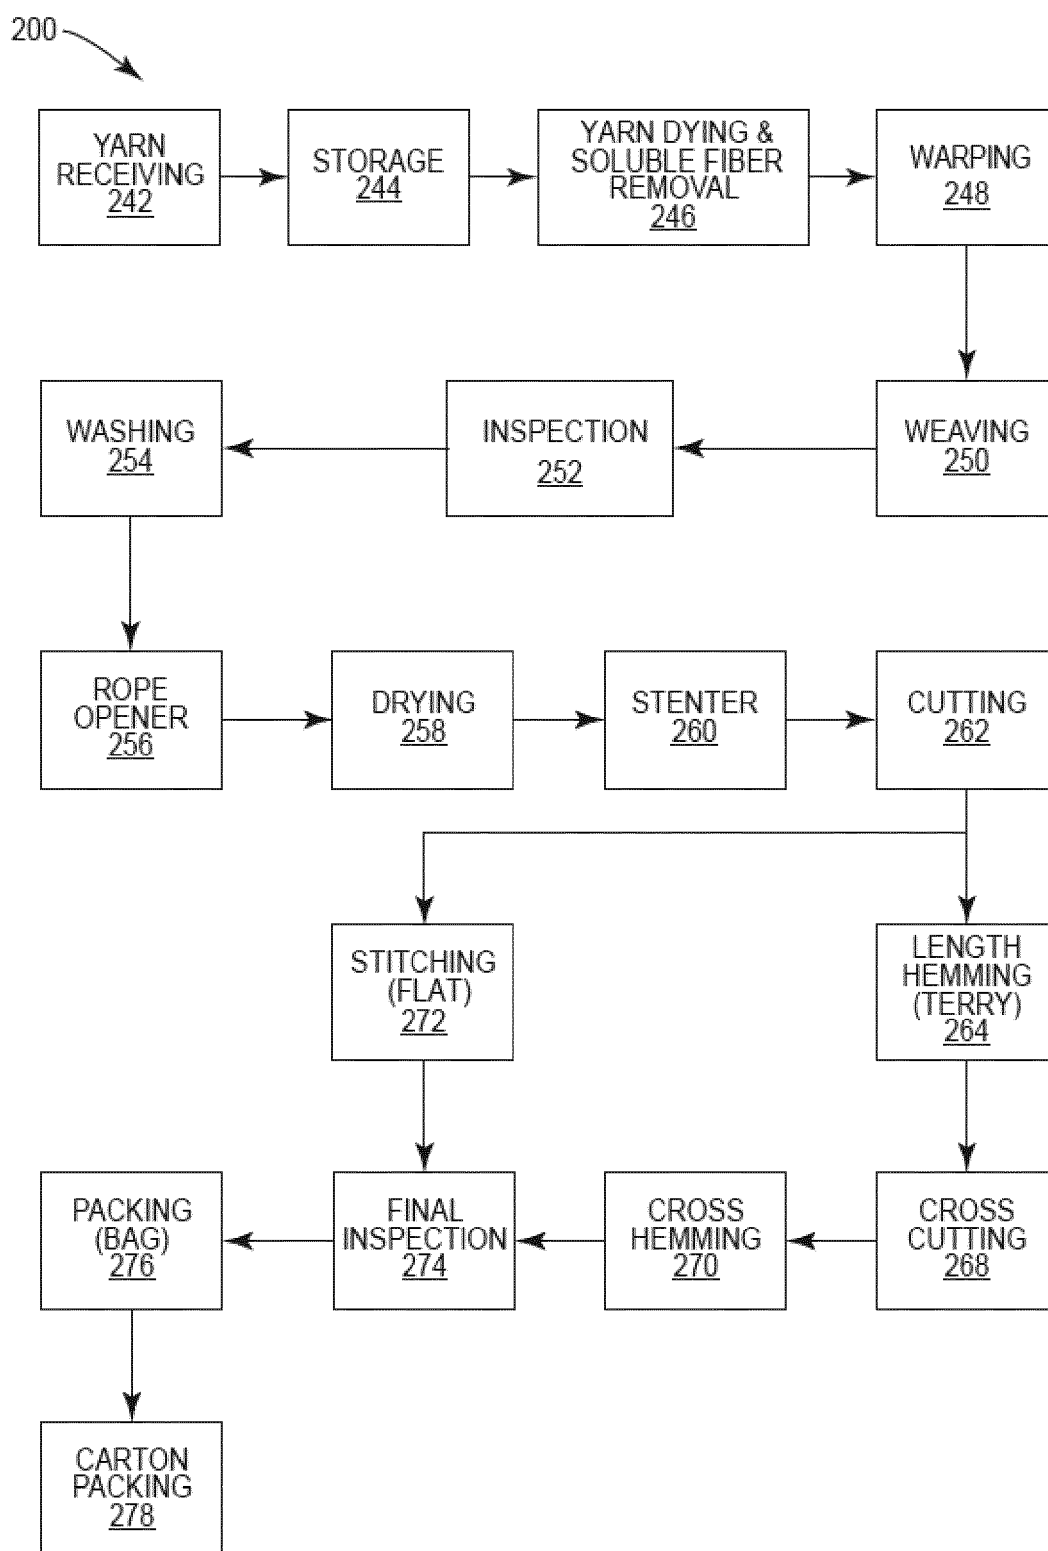 200
YARN
RECEIVING
242
STORAGE
244
YARN DYING &
SOLUBLE FIBER
REMOVAL
246
WARPING
248
WASHING
254
INSPECTION
252
WEAVING
250
ROPE
OPENER
256
DRYING
258
STENTER
260
CUTTING
262
STITCHING
(FLAT)
272
LENGTH
HEMMING
(TERRY)
264
PACKING
(BAG)
276
FINAL
INSPECTION
274
CROSS
HEMMING
270
CROSS
CUTTING
268
CARTON
PACKING
278